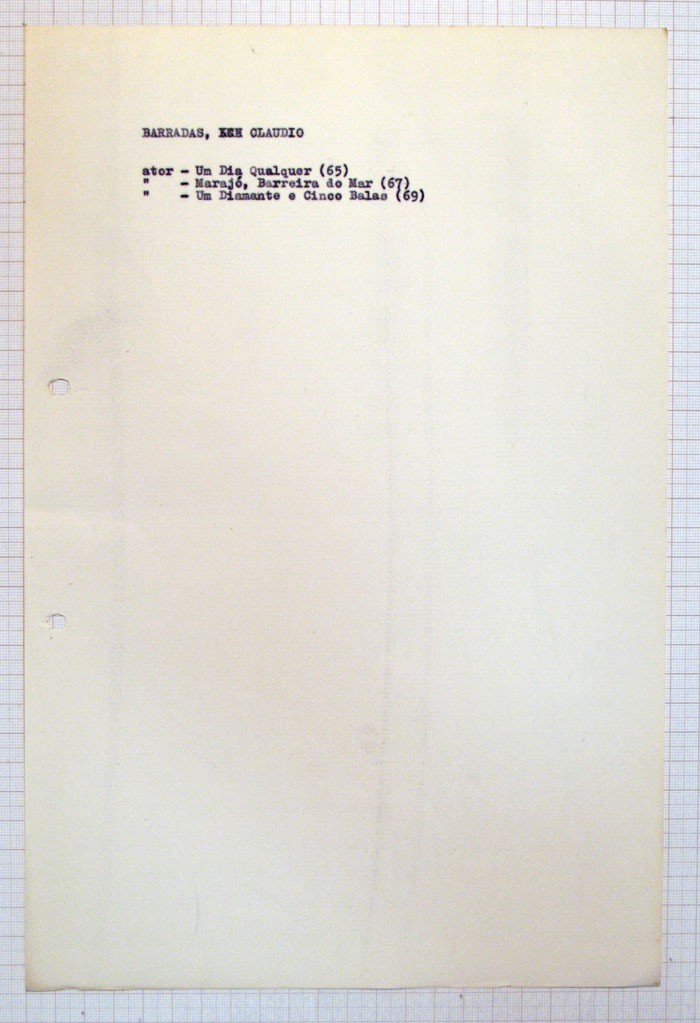 BARRADAS, CLAUDIO
ator - Um Dia Qualquer (65)
" - Marajó, Barreira do Mar (67)
" - Um Diamante e Cinco Balas (69)